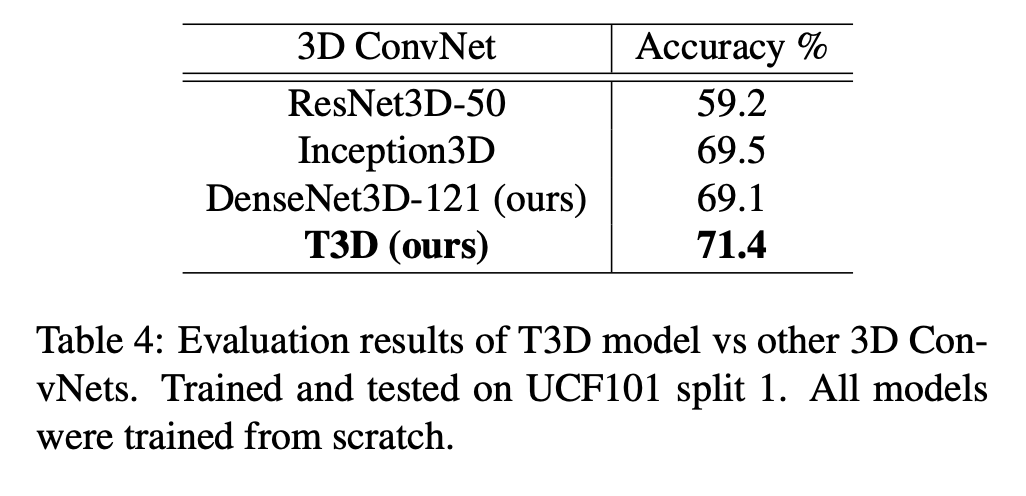 3D ConvNet Accuracy %
ResNet3D-50 59.2
Inception3D 69.5
DenseNet3D-121 (ours) 69.1
T3D (ours) 71.4
Table 4: Evaluation results of T3D model vs other 3D Con-
vNets. Trained and tested on UCF101 split 1. All models
were trained from scratch.